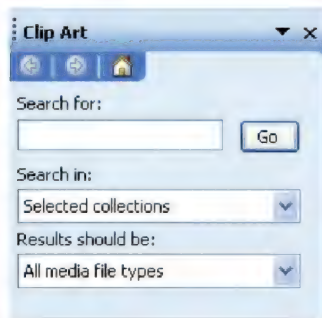 Clip Art
Search for:
Go
Search in:
Selected collections
Results should be:
All media file types